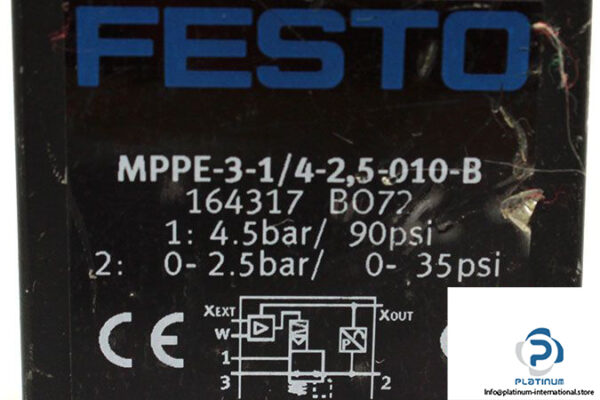 FESTO
MPPE-3-1/4-2,5-010-B
164317 BO72
1: 4.5bar/ 90psi
2: 0-2.5bar/ 0-35psi
XEXT
XOUT
W
P
1
3
2
CE
PLATINUM
Info@platinum-international.store